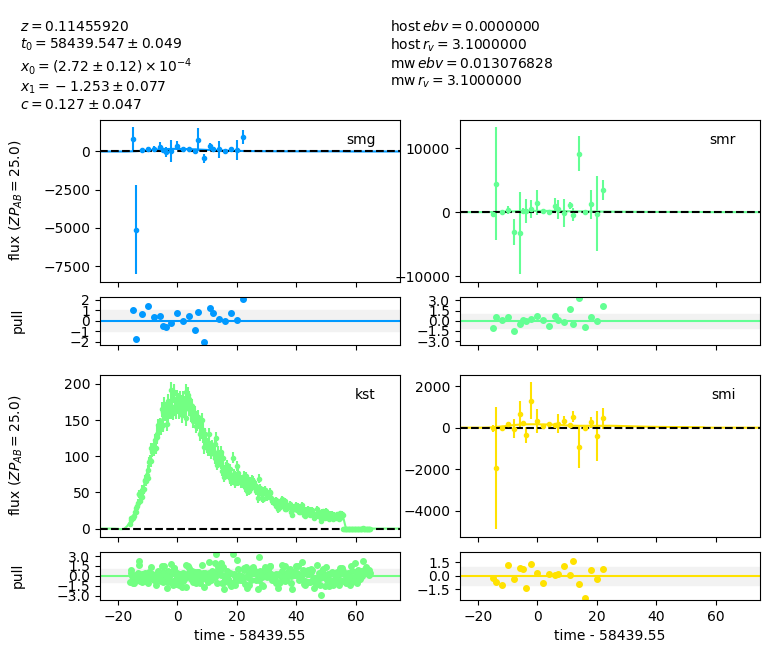 z = 0.11455920
t₀ = 58439.547 ± 0.049
x₀ = (2.72 ± 0.12) × 10⁻⁴
x₁ = −1.253 ± 0.077
c = 0.127 ± 0.047
host ebv = 0.0000000
host r_v = 3.1000000
mw ebv = 0.013076828
mw r_v = 3.1000000
smg
0
−2500
−5000
−7500
flux (ZP_AB = 25.0)
smr
10000
0
−10000
2
1
0
−1
−2
pull
3.0
1.5
0.0
−1.5
−3.0
kst
200
150
100
50
0
flux (ZP_AB = 25.0)
smi
2000
0
−2000
−4000
3.0
1.5
0.0
−1.5
−3.0
pull
−20 0 20 40 60
time - 58439.55
1.5
0.0
−1.5
−20 0 20 40 60
time - 58439.55